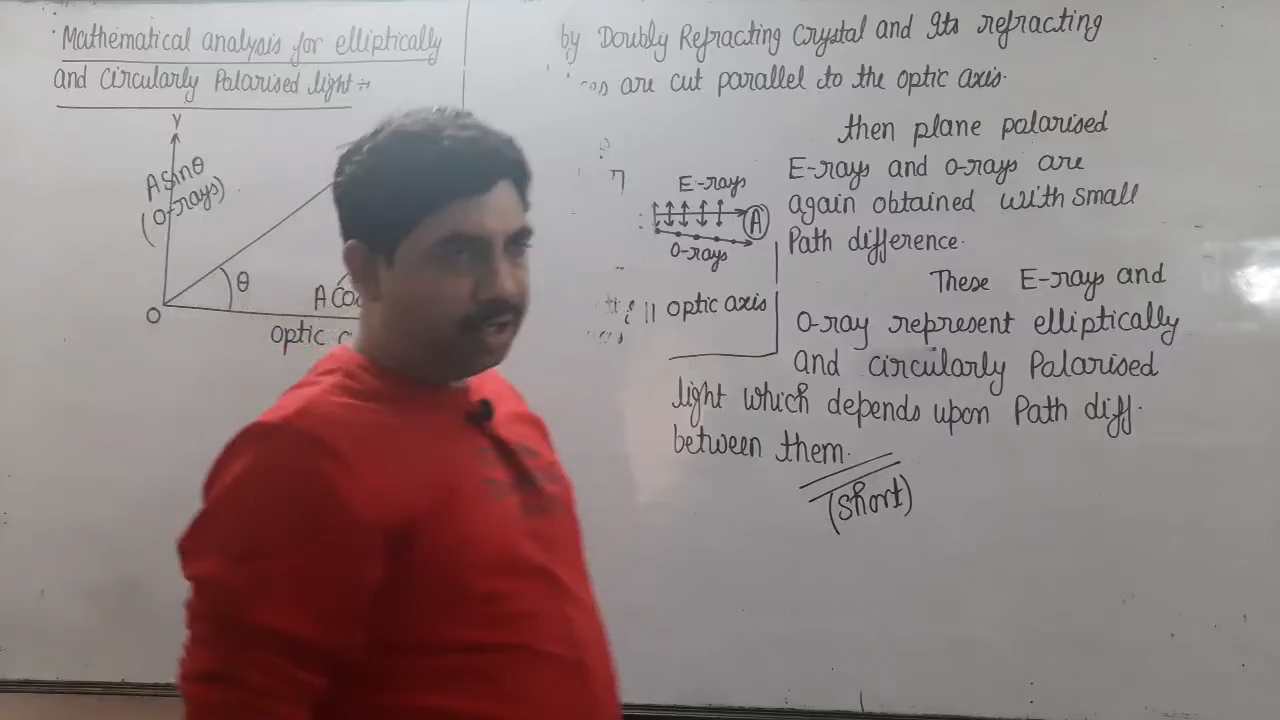 Mathematical analysis for elliptically
and Circularly Polarised light :-
Y
A sinθ
(O-rays)
θ
A Co
O
optic
by Doubly Refracting Crystal and Its refracting
are cut parallel to the optic axis.
then plane polarised
E-rays and O-rays are
again obtained with small
Path difference.
E-rays
A
O-rays
|| optic axis
These E-rays and
O-ray represent elliptically
and circularly Polarised
light which depends upon Path diff.
between them.
(short)